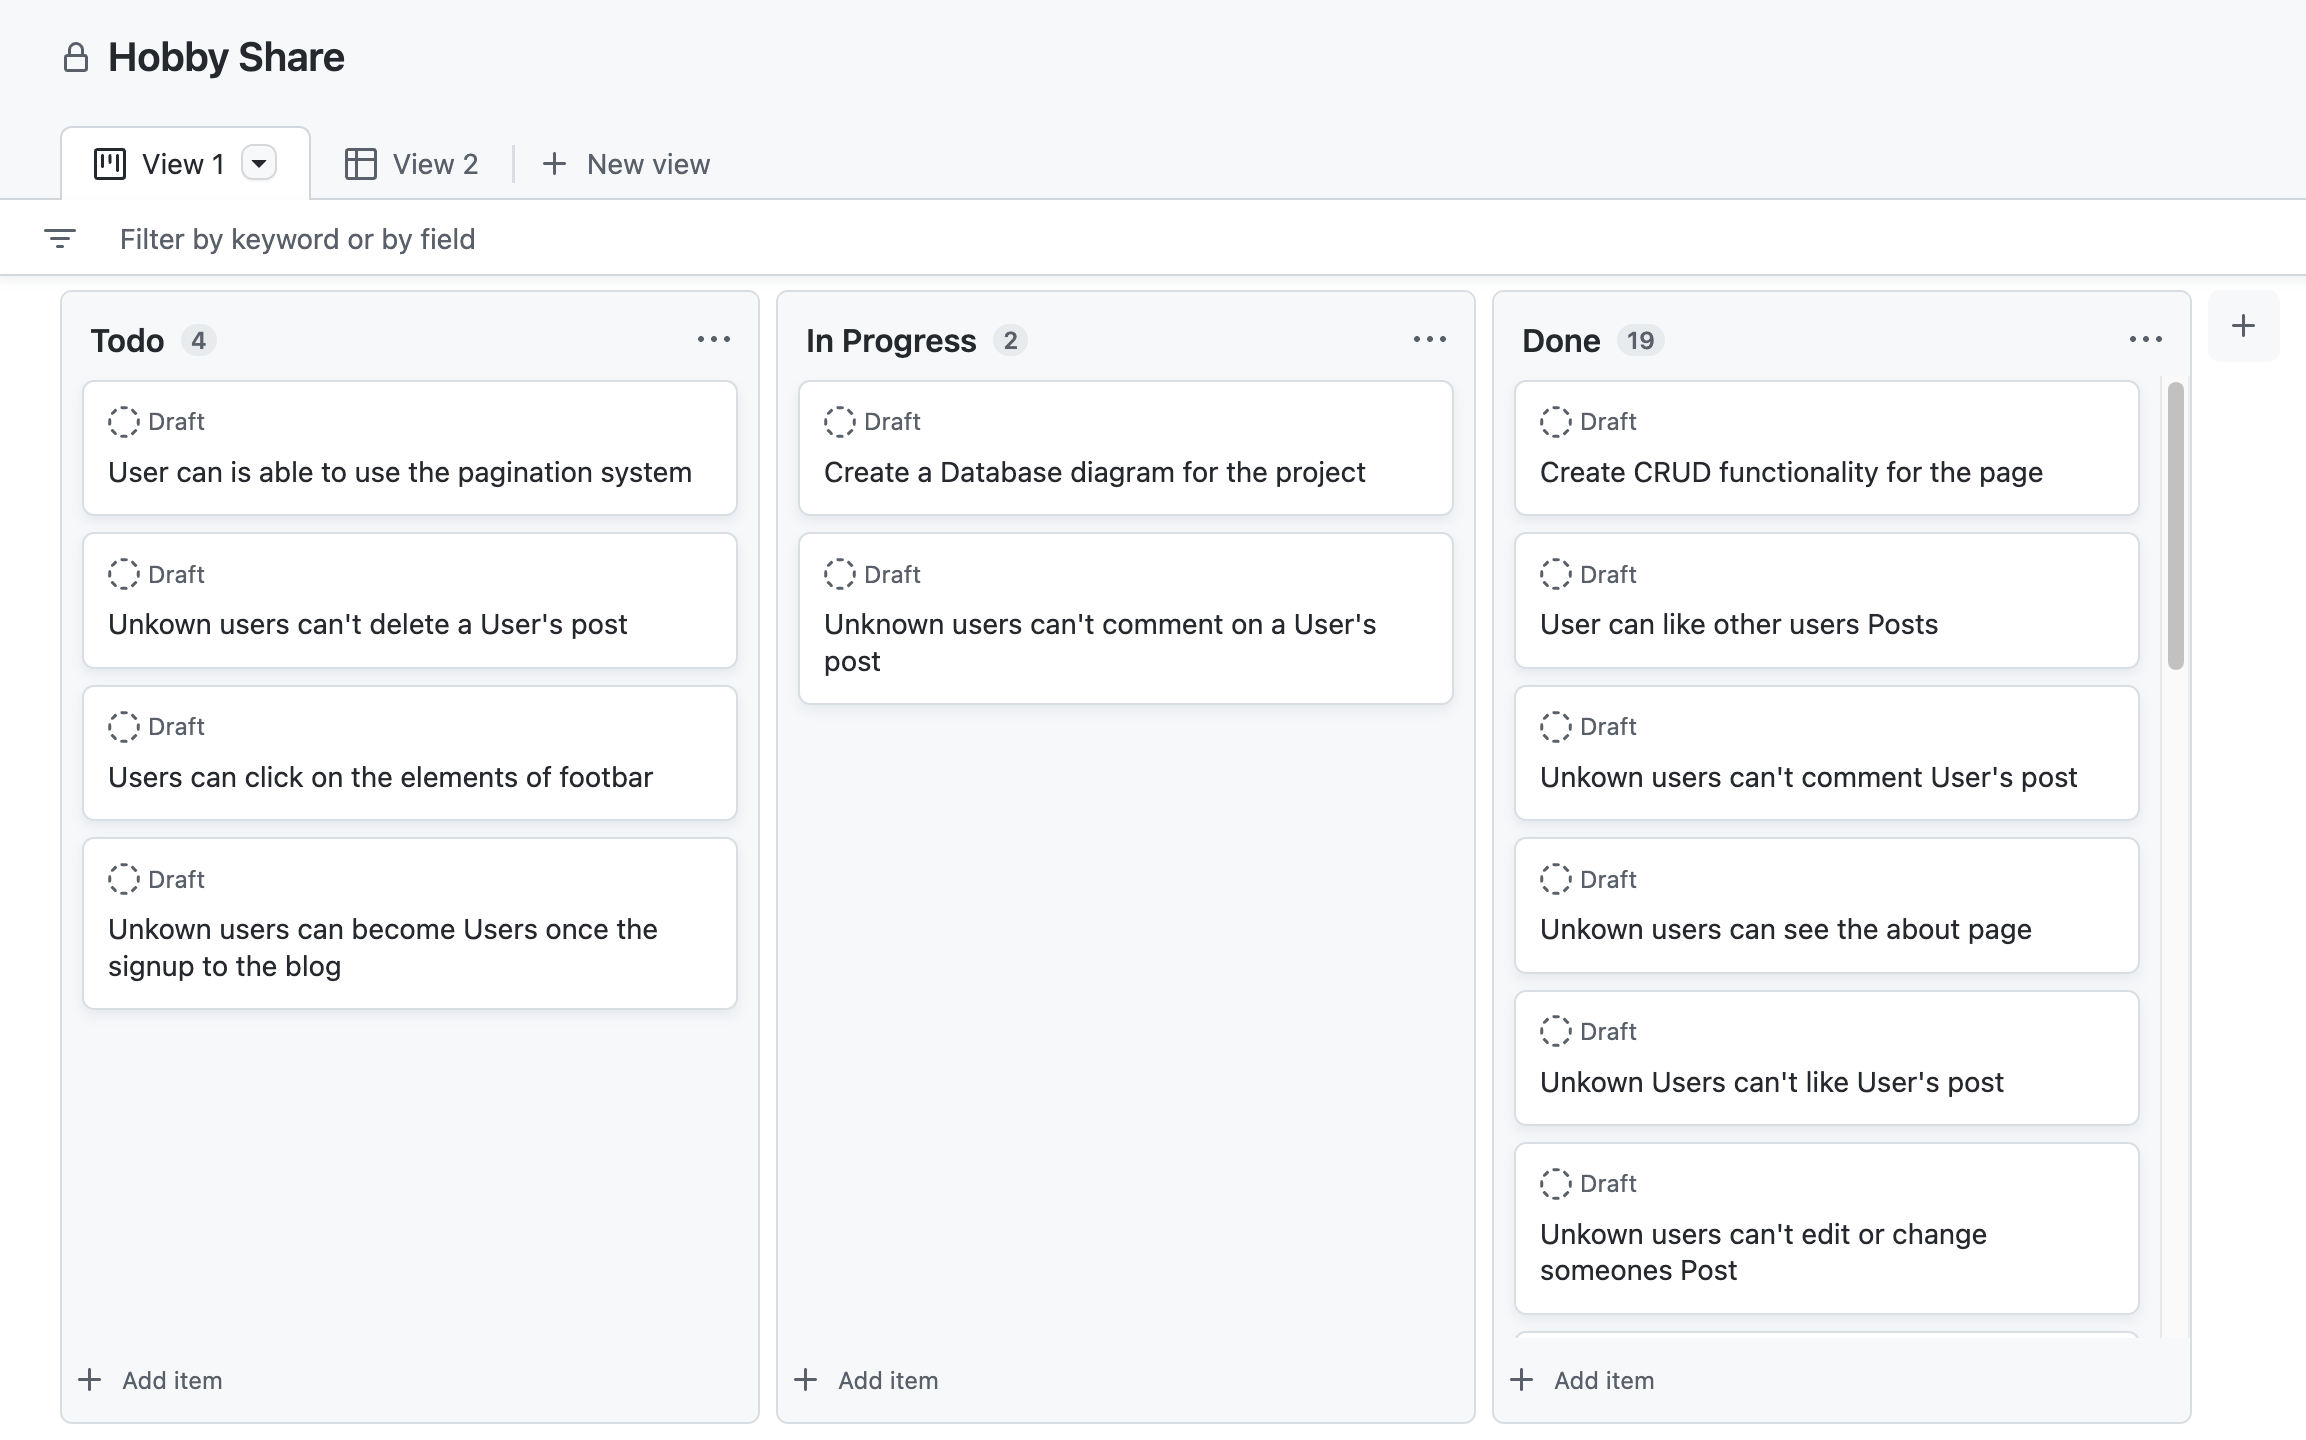 Hobby Share
View 1
View 2
New view
Filter by keyword or by field
Todo 4
Draft
User can is able to use the pagination system
Draft
Unkown users can't delete a User's post
Draft
Users can click on the elements of footbar
Draft
Unkown users can become Users once the
signup to the blog
Add item
In Progress 2
Draft
Create a Database diagram for the project
Draft
Unknown users can't comment on a User's
post
Add item
Done 19
Draft
Create CRUD functionality for the page
Draft
User can like other users Posts
Draft
Unkown users can't comment User's post
Draft
Unkown users can see the about page
Draft
Unkown Users can't like User's post
Draft
Unkown users can't edit or change
someones Post
Add item